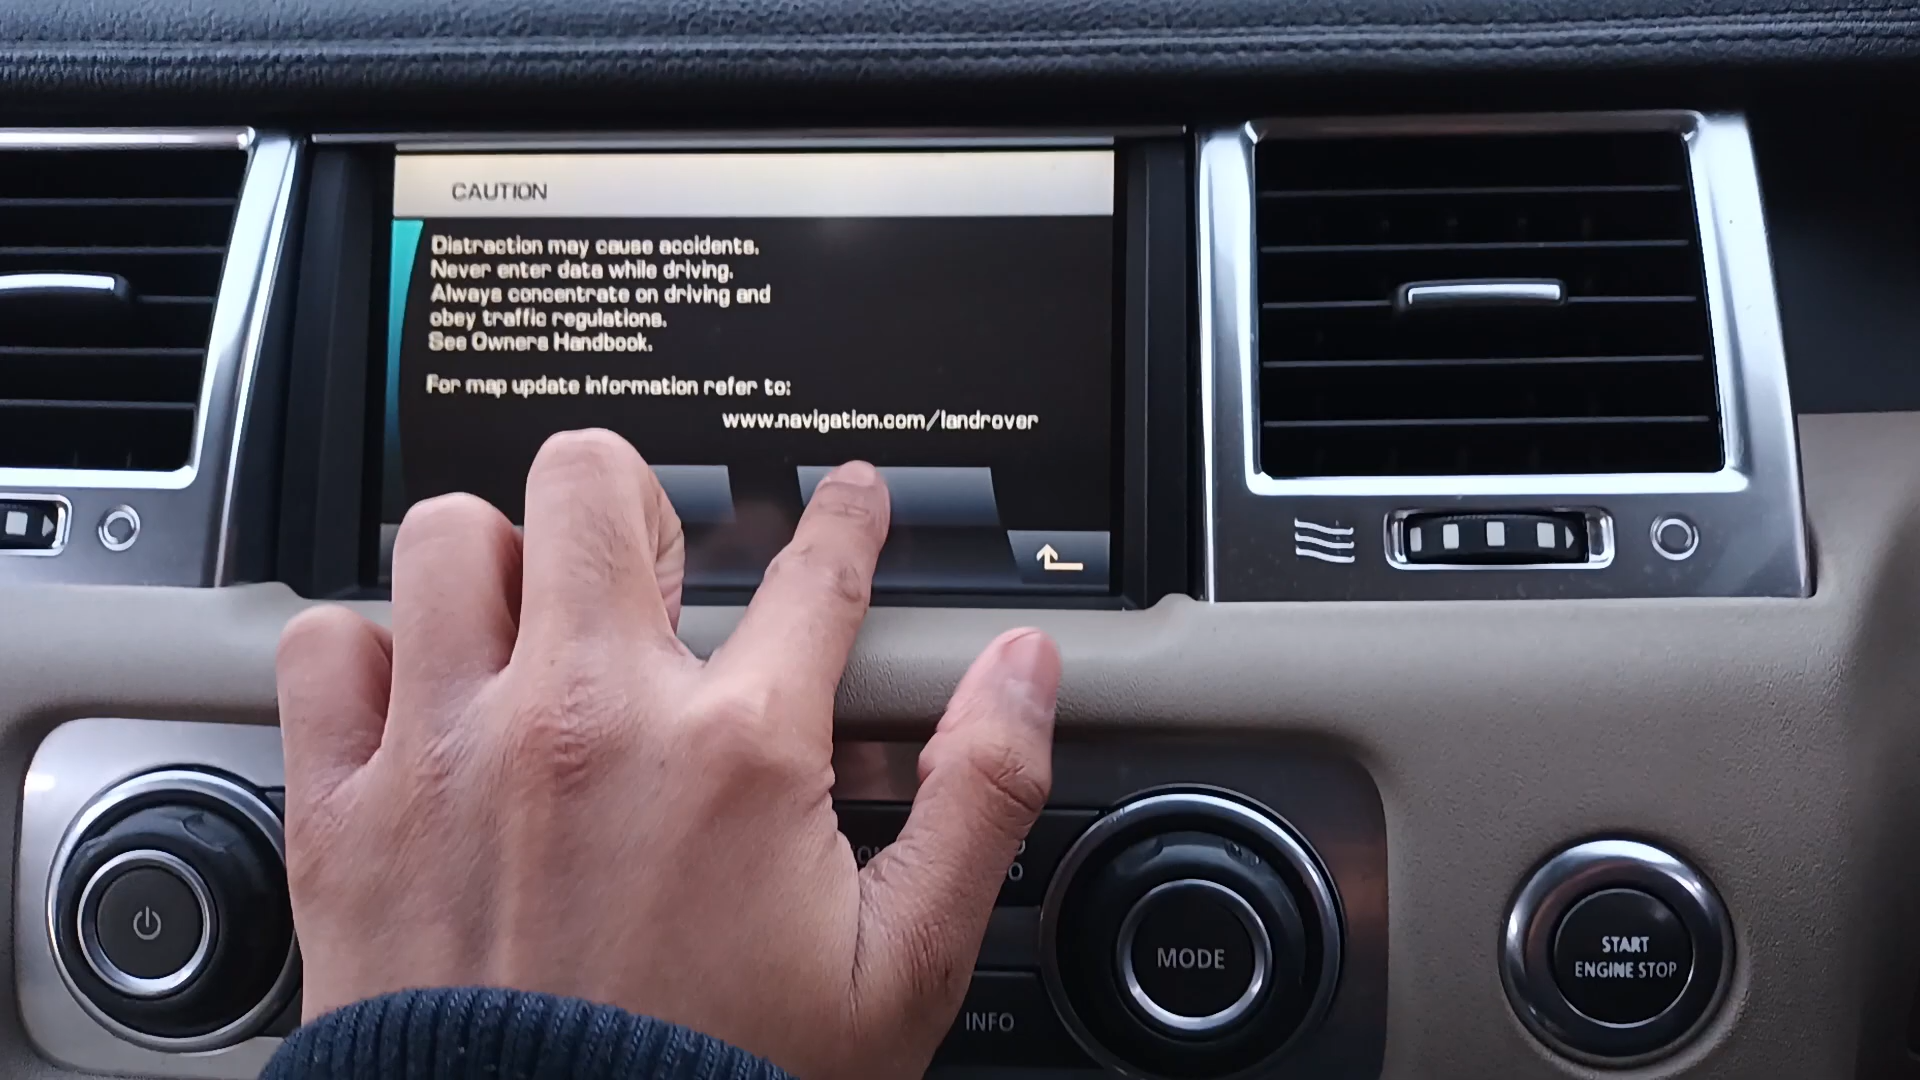 CAUTION
Distraction may cause accidents.
Never enter data while driving.
Always concentrate on driving and
obey traffic regulations.
See Owners Handbook.
For map update information refer to:
www.navigation.com/landrover
MODE
START
ENGINE STOP
INFO